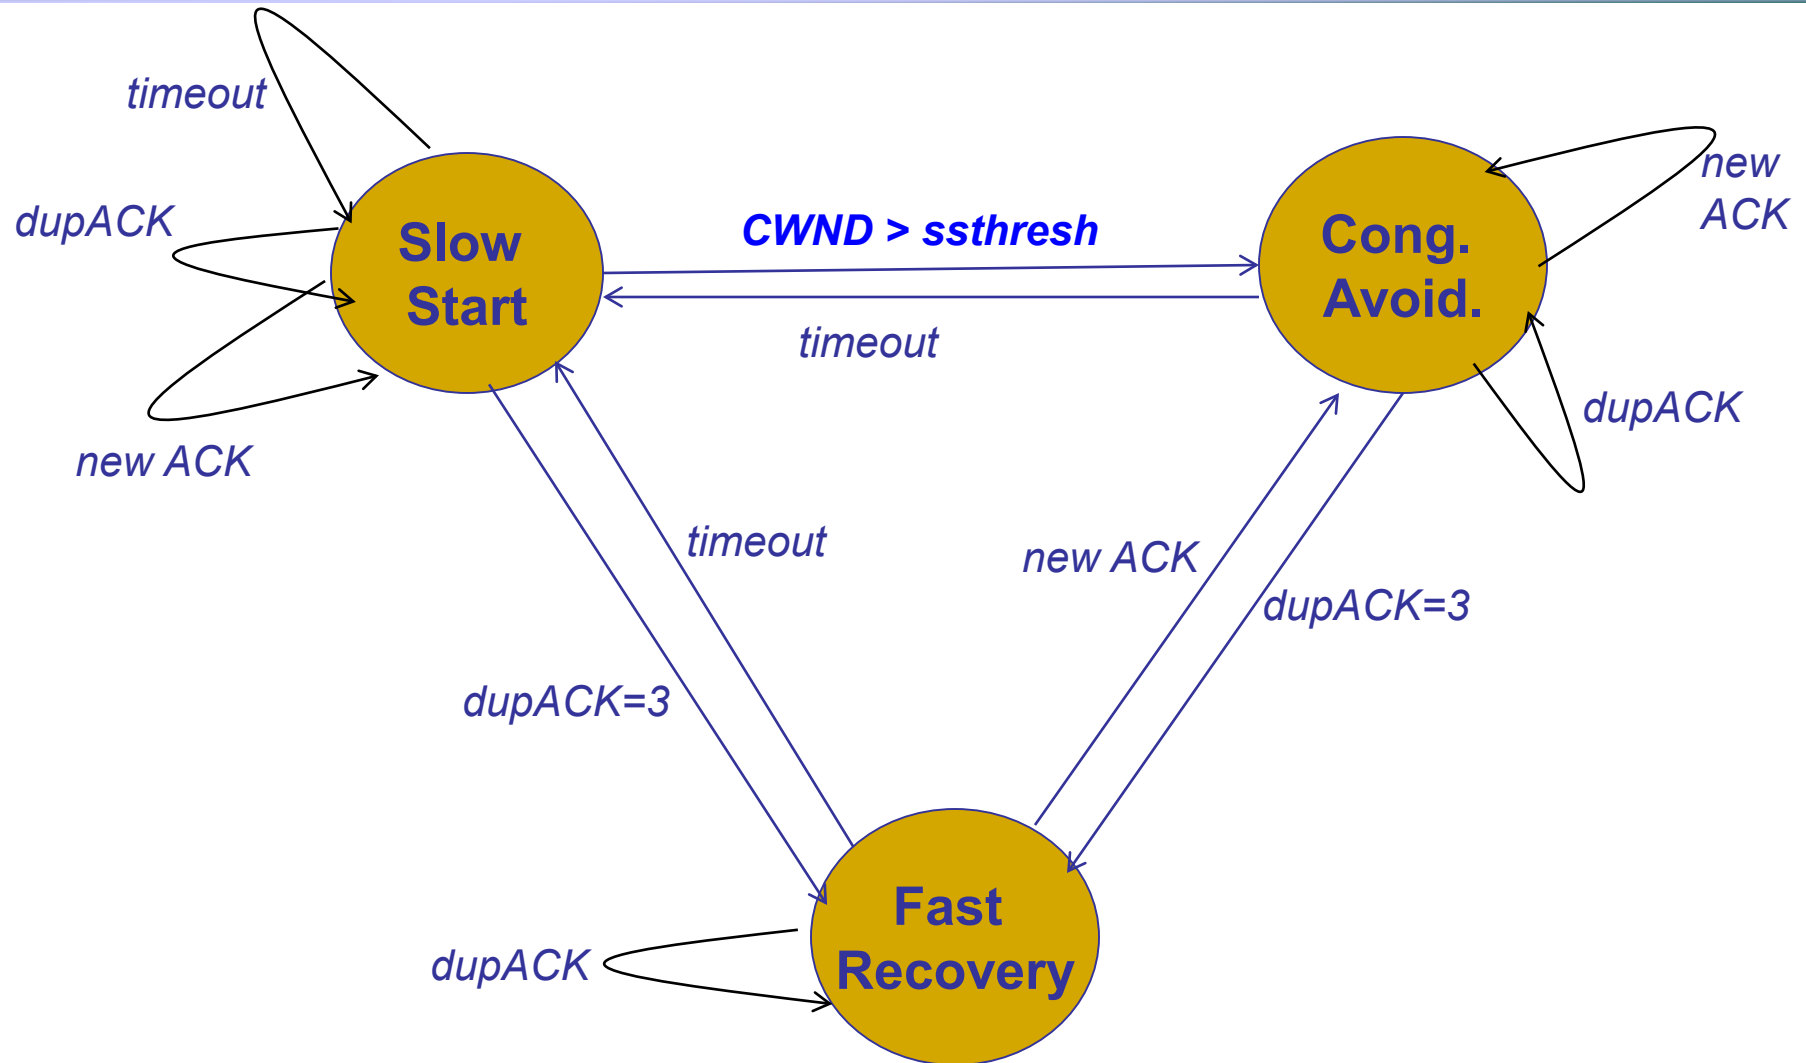 timeout
dupACK
Slow
Start
new ACK
CWND > ssthresh
timeout
Cong.
Avoid.
new
ACK
dupACK
timeout
new ACK
dupACK=3
dupACK=3
Fast
Recovery
dupACK